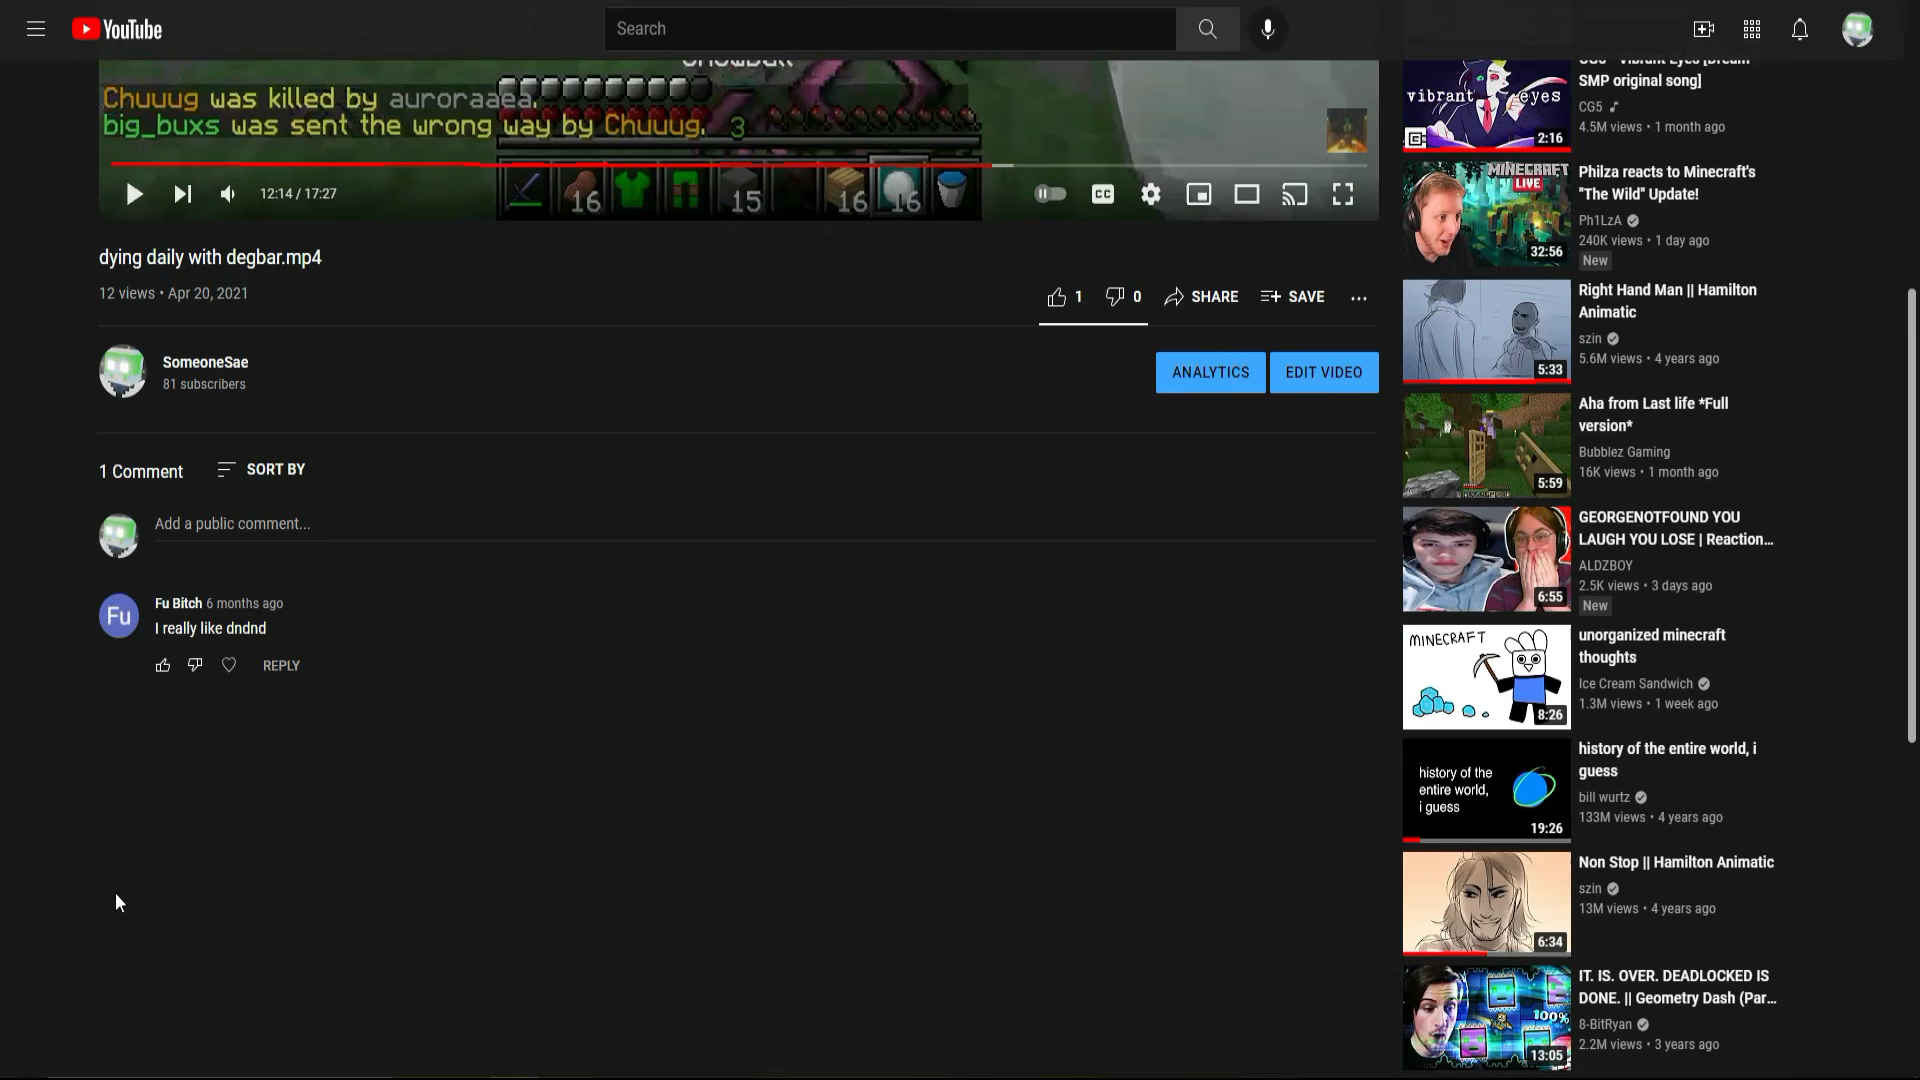 YouTube
Search
Snowball
Chuuug was killed by auroraaea.
big_buxs was sent the wrong way by Chuuug. 3
16
15
16
16
12:14 / 17:27
CC
dying daily with degbar.mp4
12 views • Apr 20, 2021
1
0
SHARE
SAVE
SomeoneSae
81 subscribers
ANALYTICS
EDIT VIDEO
1 Comment
SORT BY
Add a public comment...
Fu
Fu Bitch 6 months ago
I really like dndnd
REPLY
vibrant eyes
2:16
CG5 - Vibrant Eyes [Dream
SMP original song]
CG5
4.5M views • 1 month ago
MINECRAFT
LIVE
32:56
Philza reacts to Minecraft's
"The Wild" Update!
Ph1LzA
240K views • 1 day ago
New
5:33
Right Hand Man || Hamilton
Animatic
szin
5.6M views • 4 years ago
5:59
Aha from Last life *Full
version*
Bubblez Gaming
16K views • 1 month ago
6:55
GEORGENOTFOUND YOU
LAUGH YOU LOSE | Reaction...
ALDZBOY
2.5K views • 3 days ago
New
MINECRAFT
8:26
unorganized minecraft
thoughts
Ice Cream Sandwich
1.3M views • 1 week ago
history of the
entire world,
i guess
19:26
history of the entire world, i
guess
bill wurtz
133M views • 4 years ago
6:34
Non Stop || Hamilton Animatic
szin
13M views • 4 years ago
100%
13:05
IT. IS. OVER. DEADLOCKED IS
DONE. || Geometry Dash (Par...
8-BitRyan
2.2M views • 3 years ago